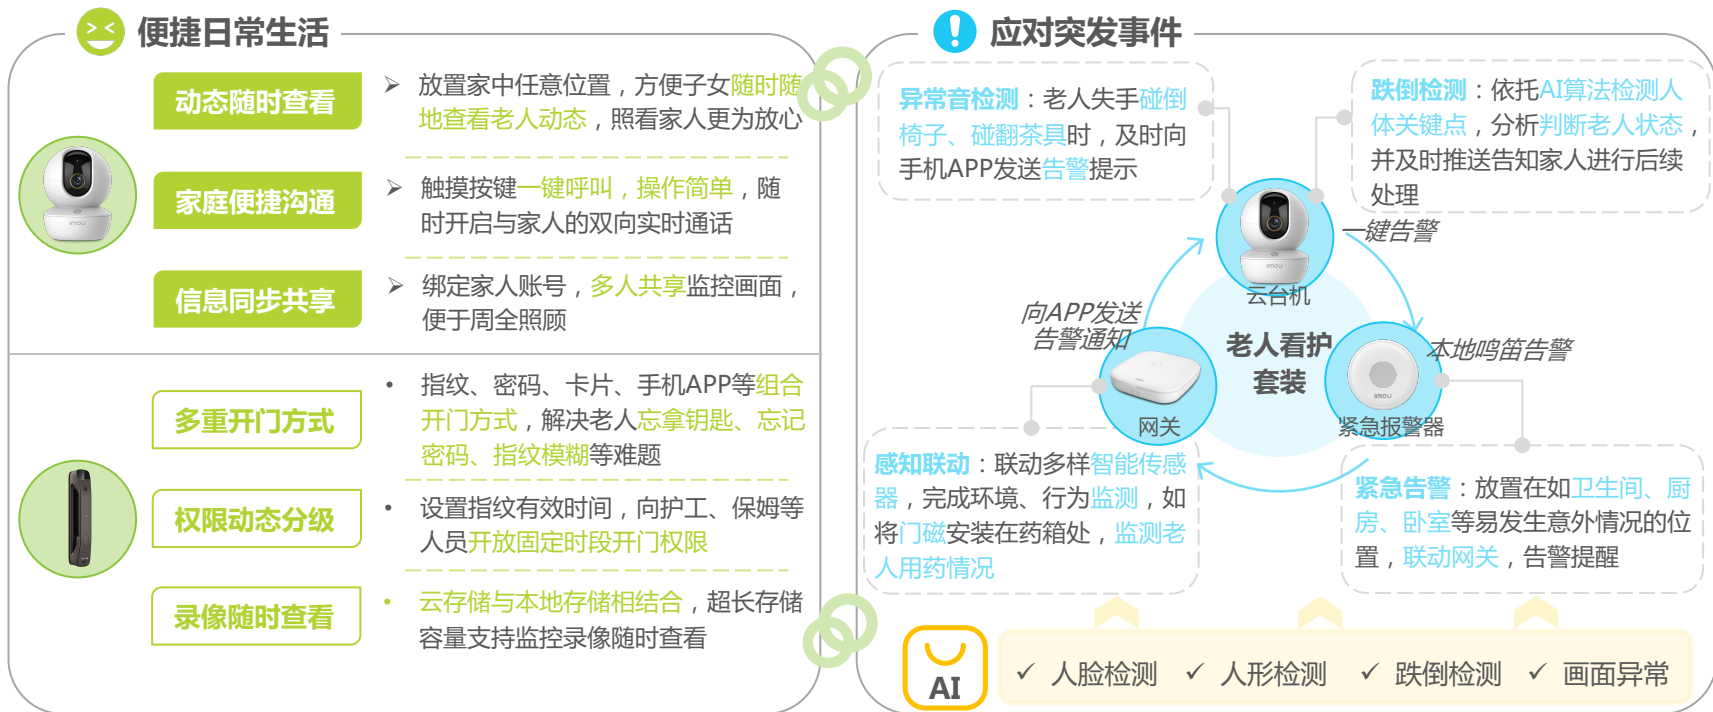 便捷日常生活
动态随时查看
➢ 放置家中任意位置，方便子女随时随
地查看老人动态，照看家人更为放心
家庭便捷沟通
➢ 触摸按键一键呼叫，操作简单，随
时开启与家人的双向实时通话
信息同步共享
➢ 绑定家人账号，多人共享监控画面，
便于周全照顾
imou
多重开门方式
• 指纹、密码、卡片、手机APP等组合
开门方式，解决老人忘拿钥匙、忘记
密码、指纹模糊等难题
权限动态分级
• 设置指纹有效时间，向护工、保姆等
人员开放固定时段开门权限
录像随时查看
• 云存储与本地存储相结合，超长存储
容量支持监控录像随时查看
应对突发事件
异常音检测：老人失手碰倒
椅子、碰翻茶具时，及时向
手机APP发送告警提示
跌倒检测：依托AI算法检测人
体关键点，分析判断老人状态，
并及时推送告知家人进行后续
处理
imou
云台机
一键告警
向APP发送
告警通知
老人看护
套装
本地鸣笛告警
网关
imou
紧急报警器
感知联动：联动多样智能传感
器，完成环境、行为监测，如
将门磁安装在药箱处，监测老
人用药情况
紧急告警：放置在如卫生间、厨
房、卧室等易发生意外情况的位
置，联动网关，告警提醒
AI
✓ 人脸检测
✓ 人形检测
✓ 跌倒检测
✓ 画面异常